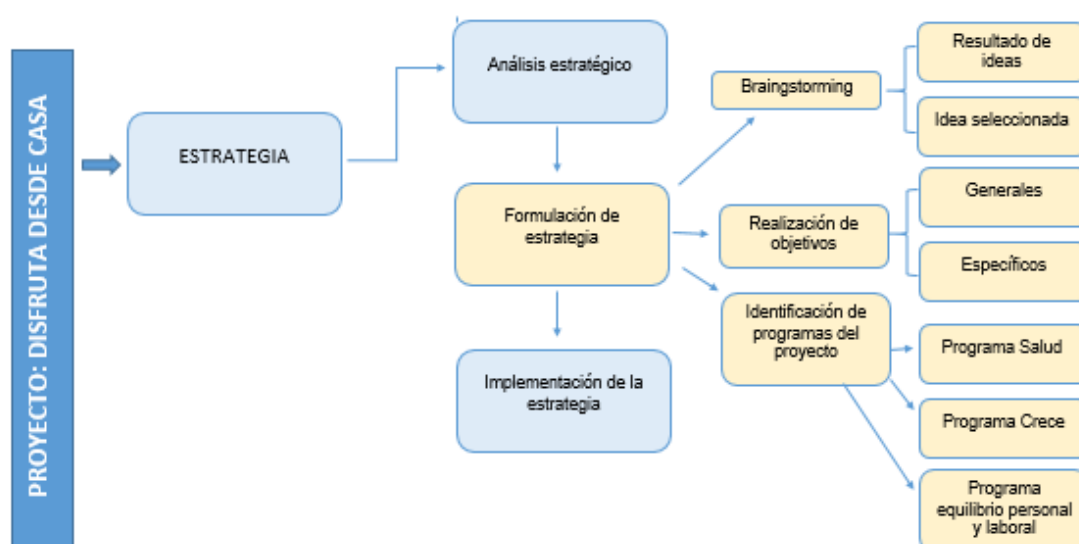 PROYECTO: DISFRUTA DESDE CASA
ESTRATEGIA
Análisis estratégico
Formulación de
estrategia
Implementación de la
estrategia
Braingstorming
Resultado de
ideas
Idea seleccionada
Realización de
objetivos
Generales
Específicos
Identificación de
programas del
proyecto
Programa Salud
Programa Crece
Programa
equilibrio personal
y laboral